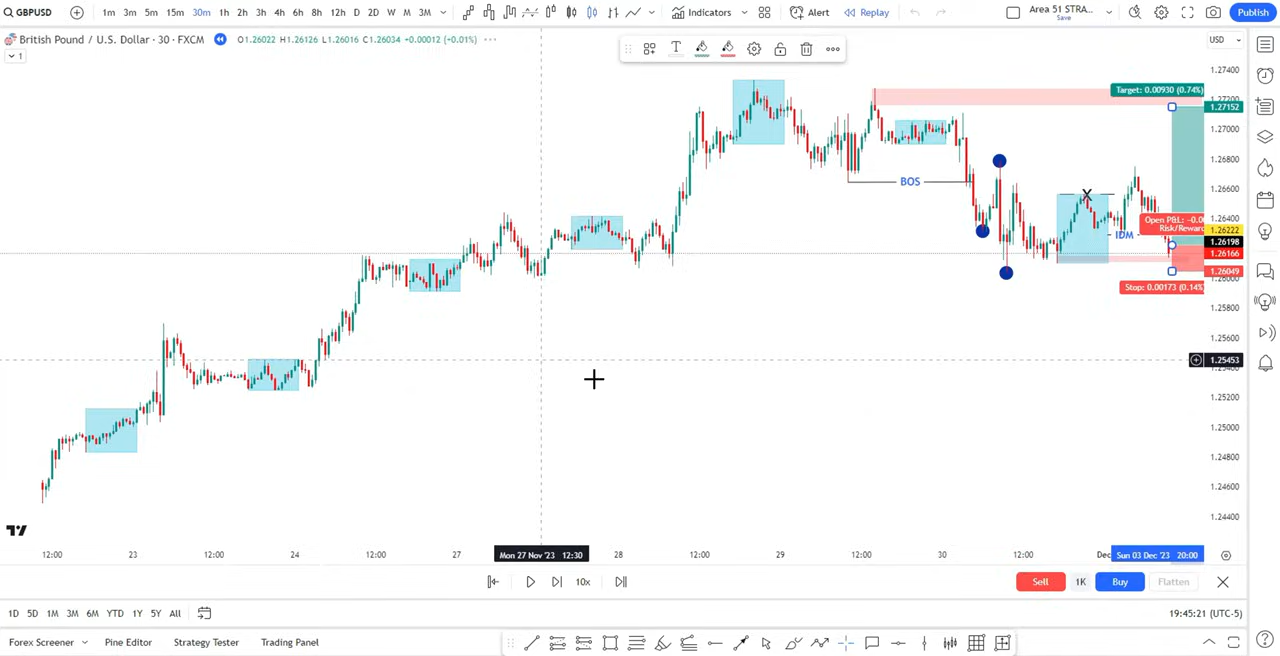 GBPUSD 1m 3m 5m 15m 30m 1h 2h 3h 4h 6h 8h 12h D 2D W M 3M Indicators Alert Replay Area 51 STRA... Save Publish
British Pound / U.S. Dollar · 30 · FXCM O1.26022 H1.26126 L1.26016 C1.26034 +0.00012 (+0.01%) USD
1
T
1.27400
Target: 0.00930 (0.74%)
1.27200
1.27152
1.27000
1.26800
BOS
1.26600
X
1.26400
Open P&L: -0.0
Risk/Reward
1.26222
IDM
1.26198
1.26166
1.26049
Stop: 0.00173 (0.14%
1.25800
1.25600
1.25453
1.25200
1.25000
1.24800
1.24600
1.24400
12:00 23 12:00 24 12:00 27 Mon 27 Nov '23 12:30 28 12:00 29 12:00 30 12:00 Dec Sun 03 Dec '23 20:00
10x Sell 1K Buy Flatten
1D 5D 1M 3M 6M YTD 1Y 5Y All 19:45:21 (UTC-5)
Forex Screener Pine Editor Strategy Tester Trading Panel